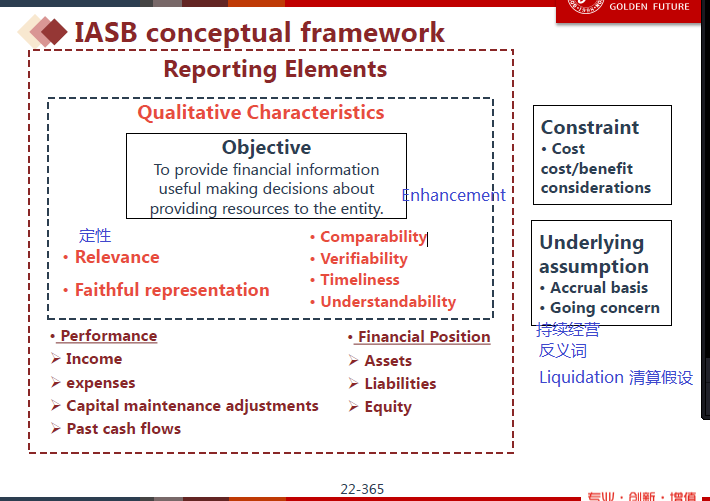 GOLDEN FUTURE
IASB conceptual framework
Reporting Elements
Qualitative Characteristics
Objective
To provide financial information
useful making decisions about
providing resources to the entity.
Enhancement
定性
• Relevance
• Faithful representation
• Comparability
• Verifiability
• Timeliness
• Understandability
• Performance
➢ Income
➢ expenses
➢ Capital maintenance adjustments
➢ Past cash flows
• Financial Position
➢ Assets
➢ Liabilities
➢ Equity
Constraint
• Cost
cost/benefit
considerations
Underlying
assumption
• Accrual basis
• Going concern
持续经营
反义词
Liquidation 清算假设
22-365
专业·创新·增值